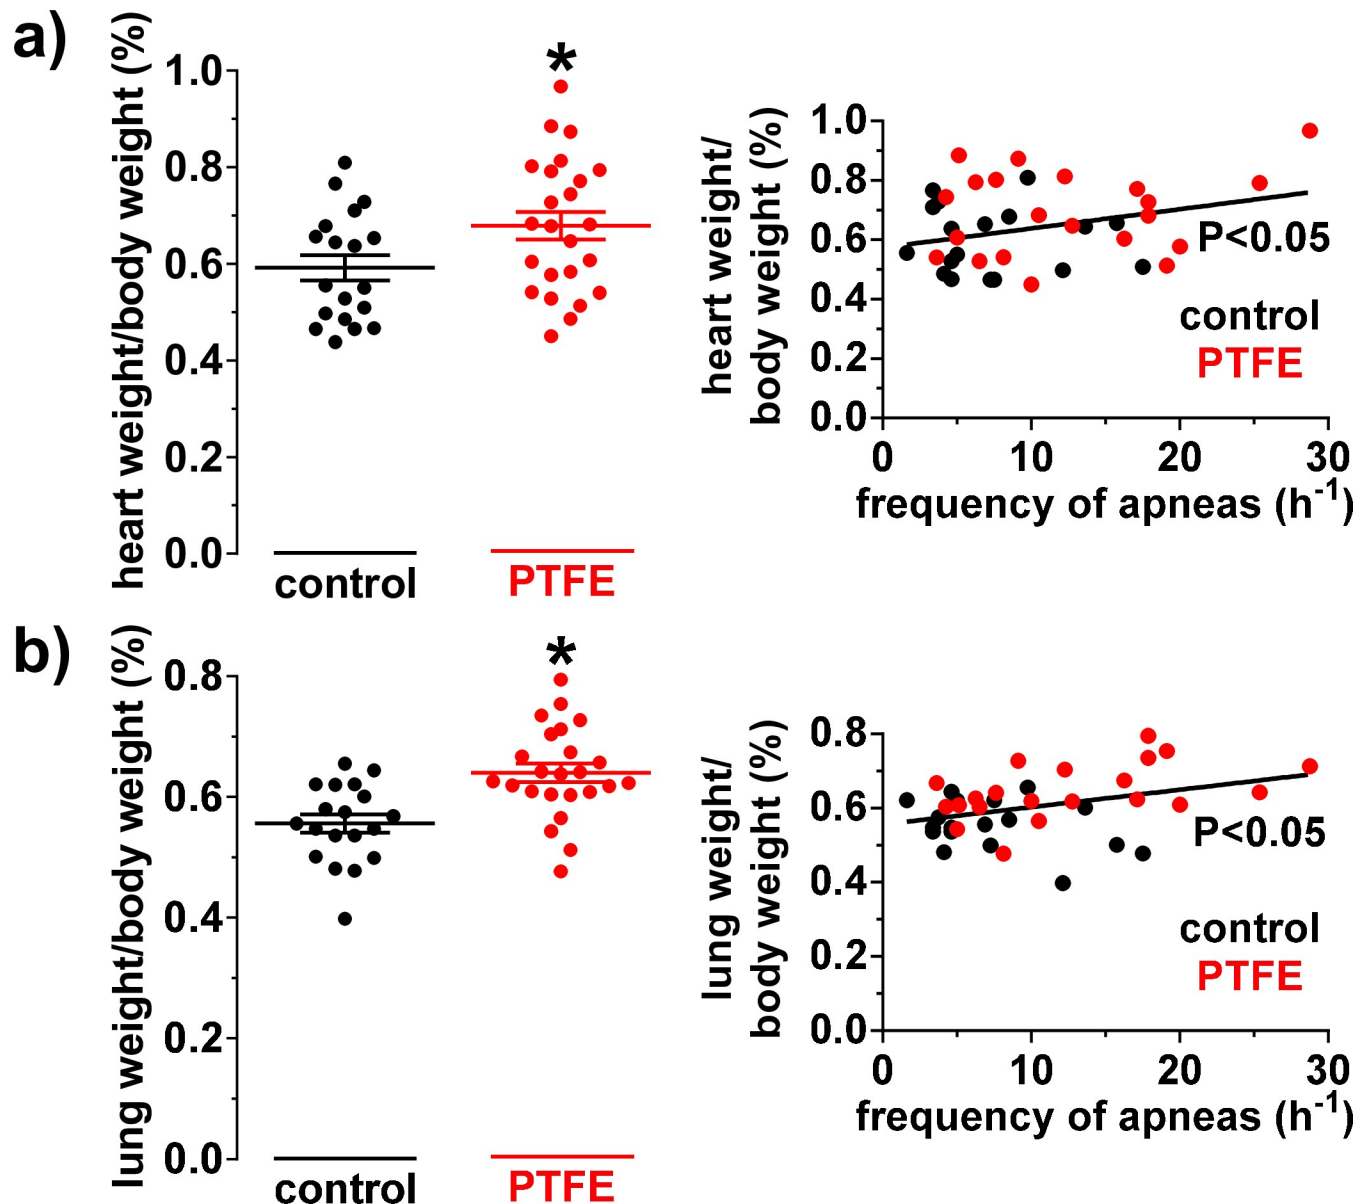 a)
heart weight/body weight (%)
1.0
0.8
0.6
0.4
0.2
0.0
*
control
PTFE
heart weight/
body weight (%)
1.0
0.8
0.6
0.4
0.2
0.0
P<0.05
control
PTFE
0 10 20 30
frequency of apneas (h-1)
b)
lung weight/body weight (%)
0.8
0.6
0.4
0.2
0.0
*
control
PTFE
lung weight/
body weight (%)
0.8
0.6
0.4
0.2
0.0
P<0.05
control
PTFE
0 10 20 30
frequency of apneas (h-1)